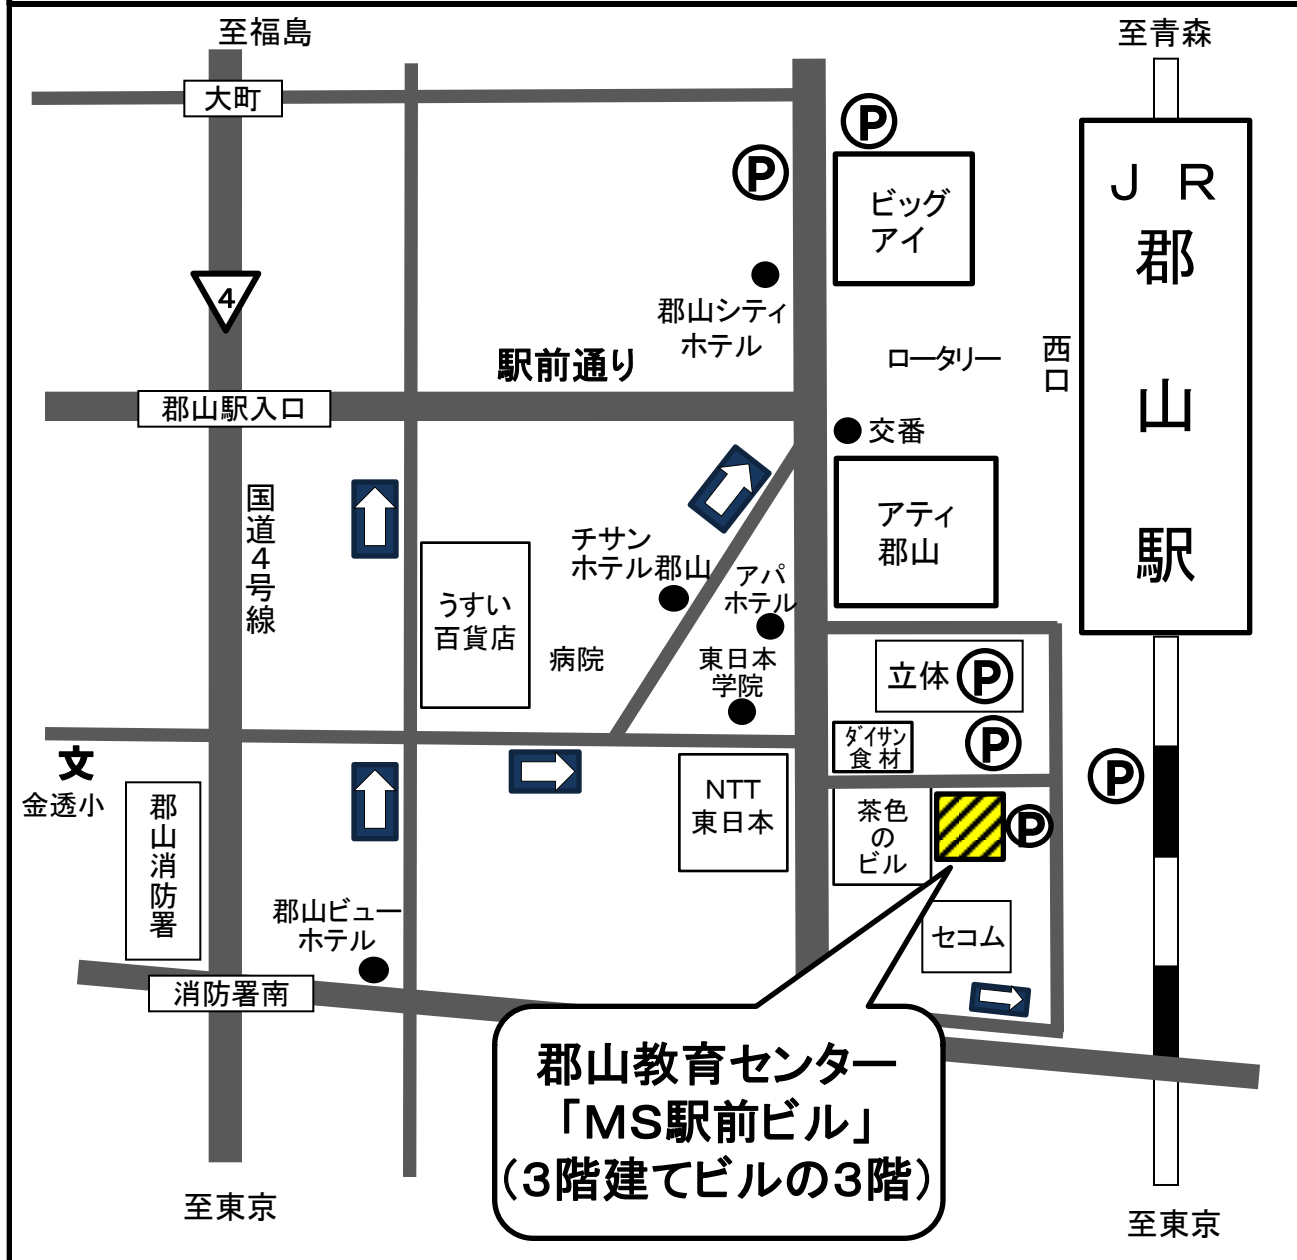 至福島
至青森
大町
Ｐ
Ｐ
ＪＲ
郡山駅
ビッグ
アイ
4
郡山シティ
ホテル
駅前通り
ロータリー
西口
郡山駅入口
交番
国道４号線
アティ
郡山
チサン
ホテル郡山
アパ
ホテル
うすい
百貨店
病院
東日本
学院
立体 Ｐ
ダイサン
食材
Ｐ
Ｐ
文
金透小
郡山消防署
NTT
東日本
茶色
の
ビル
Ｐ
郡山ビュー
ホテル
セコム
消防署南
郡山教育センター
「ＭＳ駅前ビル」
(３階建てビルの３階)
至東京
至東京